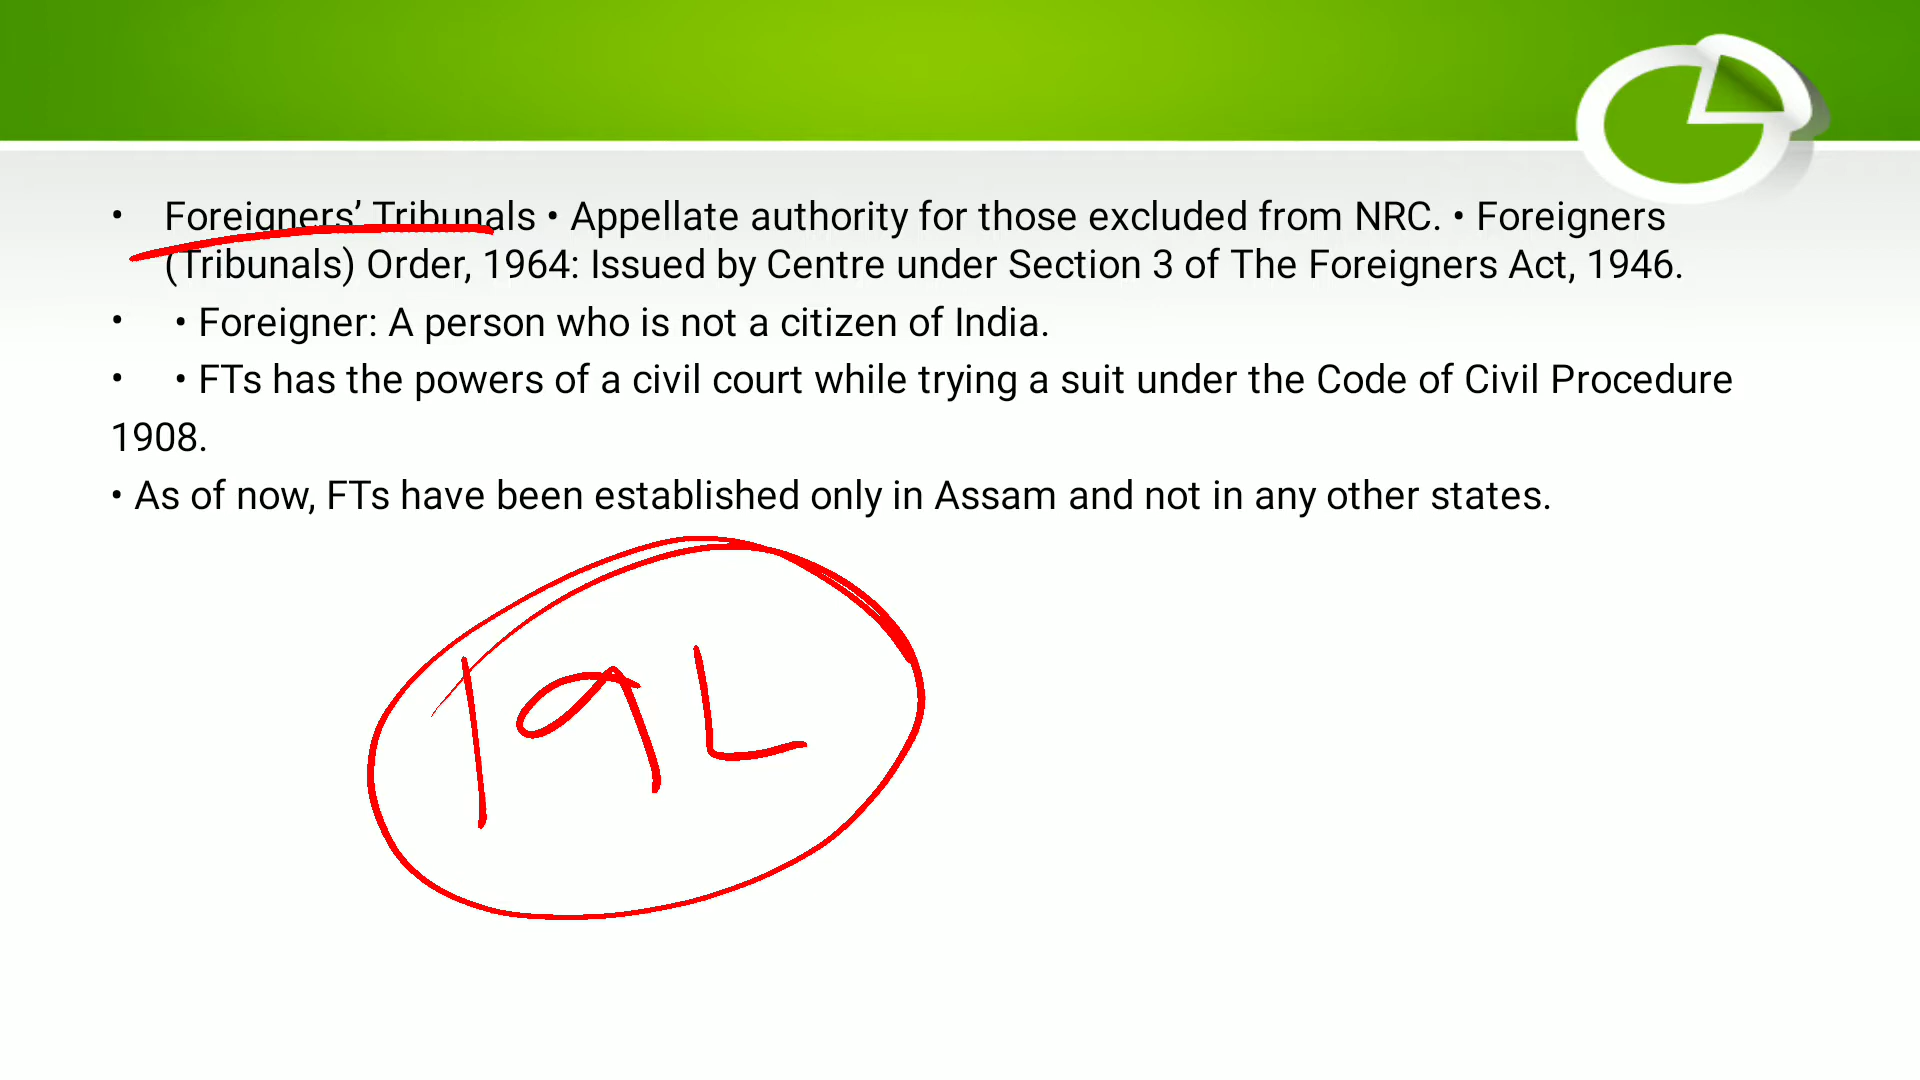 • Foreigners’ Tribunals • Appellate authority for those excluded from NRC. • Foreigners
(Tribunals) Order, 1964: Issued by Centre under Section 3 of The Foreigners Act, 1946.
• • Foreigner: A person who is not a citizen of India.
• • FTs has the powers of a civil court while trying a suit under the Code of Civil Procedure
1908.
• As of now, FTs have been established only in Assam and not in any other states.
19L